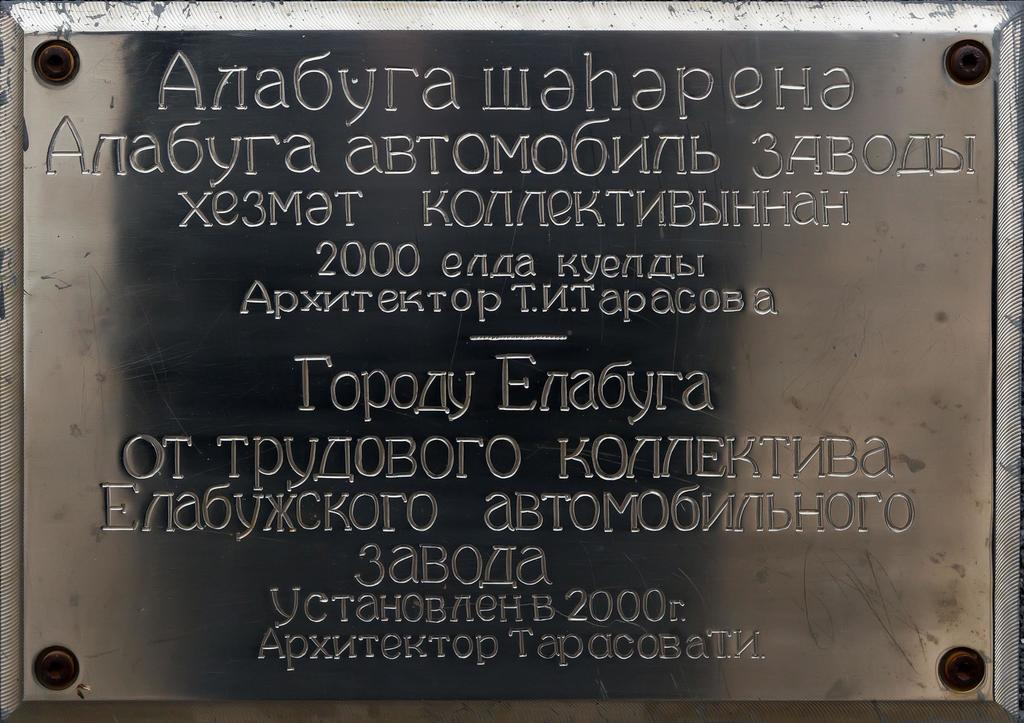 Алабуга шәһәренә
Алабуга автомобиль заводы
хезмәт коллективыннан
2000 елда куелды
Архитектор Т.И.Тарасова
Городу Елабуга
от трудового коллектива
Елабужского автомобильного
завода
Установлен в 2000г.
Архитектор Тарасова Т.И.